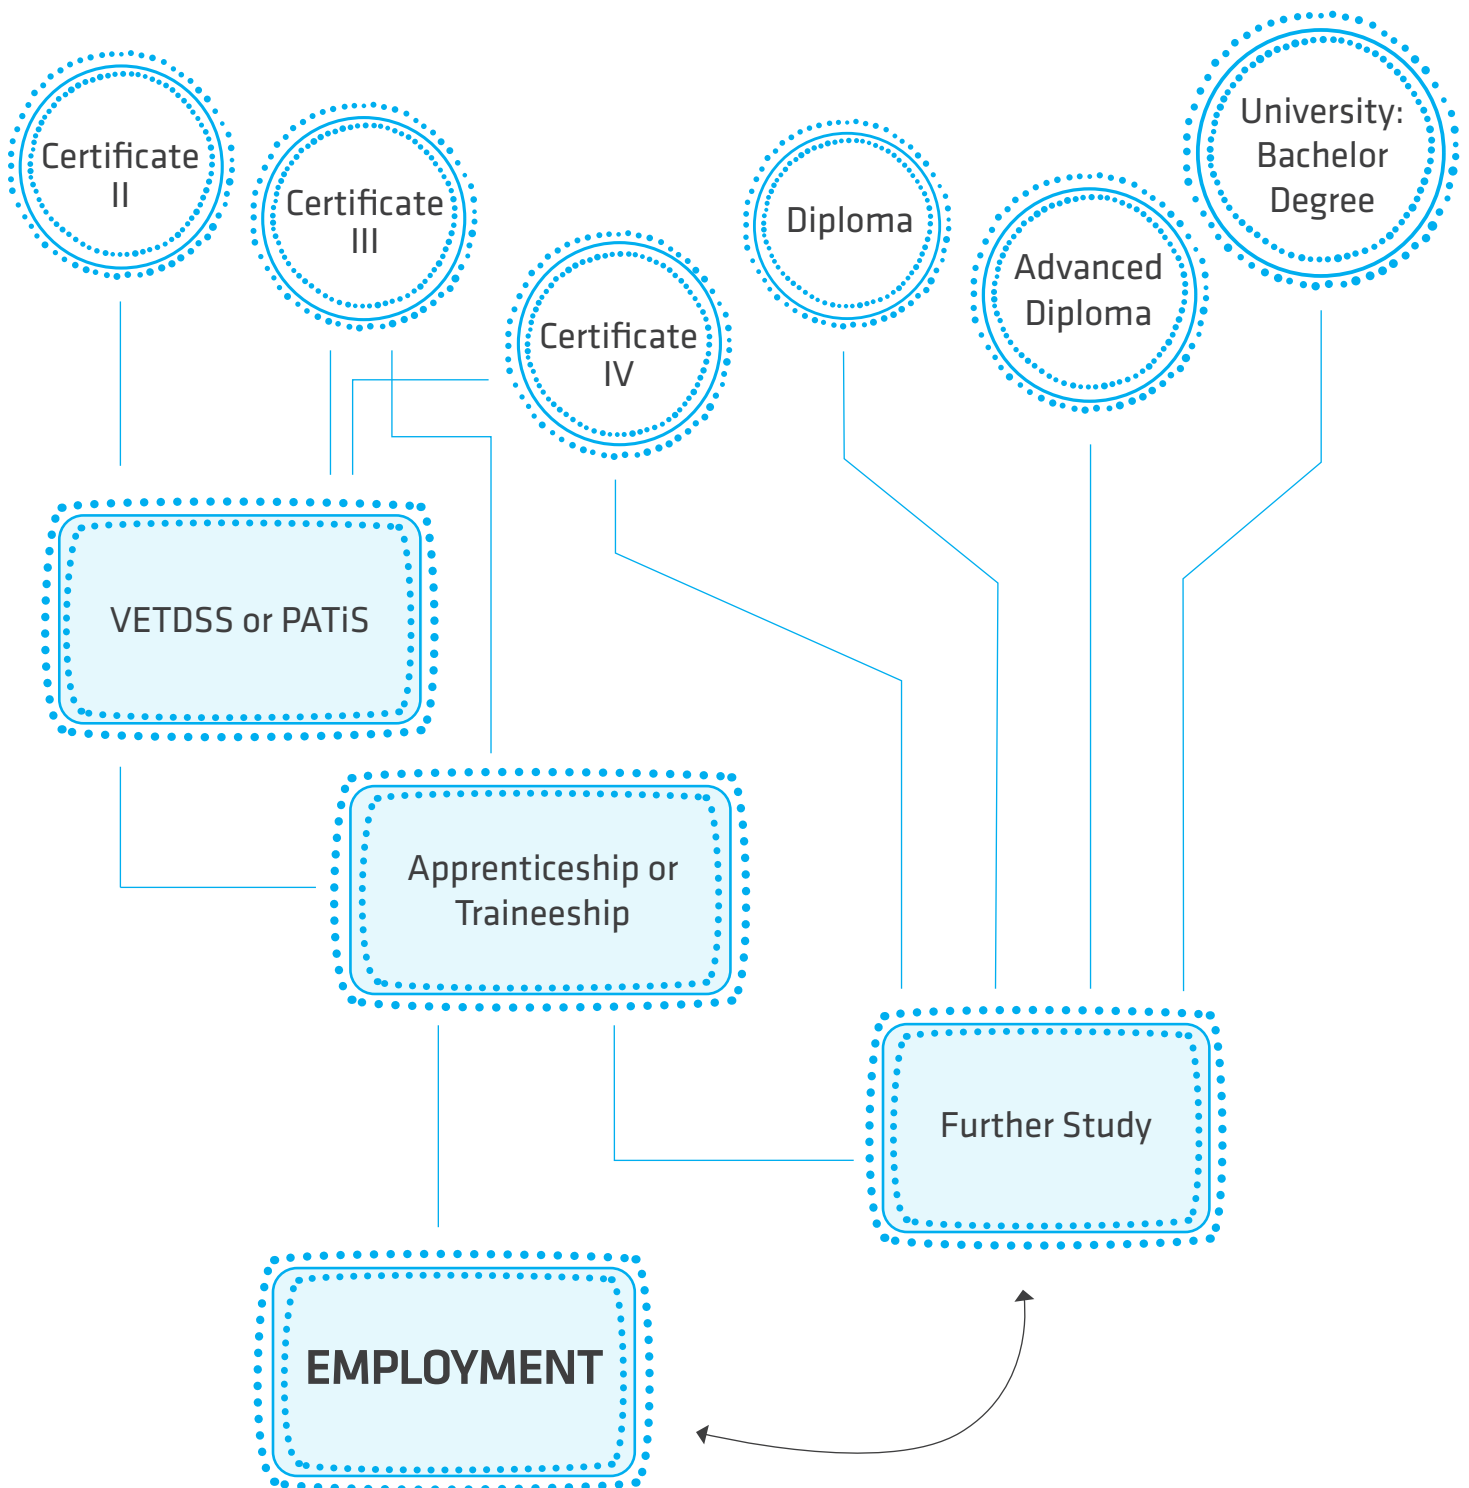 Certificate
II
Certificate
III
Certificate
IV
Diploma
Advanced
Diploma
University:
Bachelor
Degree
VETDSS or PATiS
Apprenticeship or
Traineeship
Further Study
EMPLOYMENT